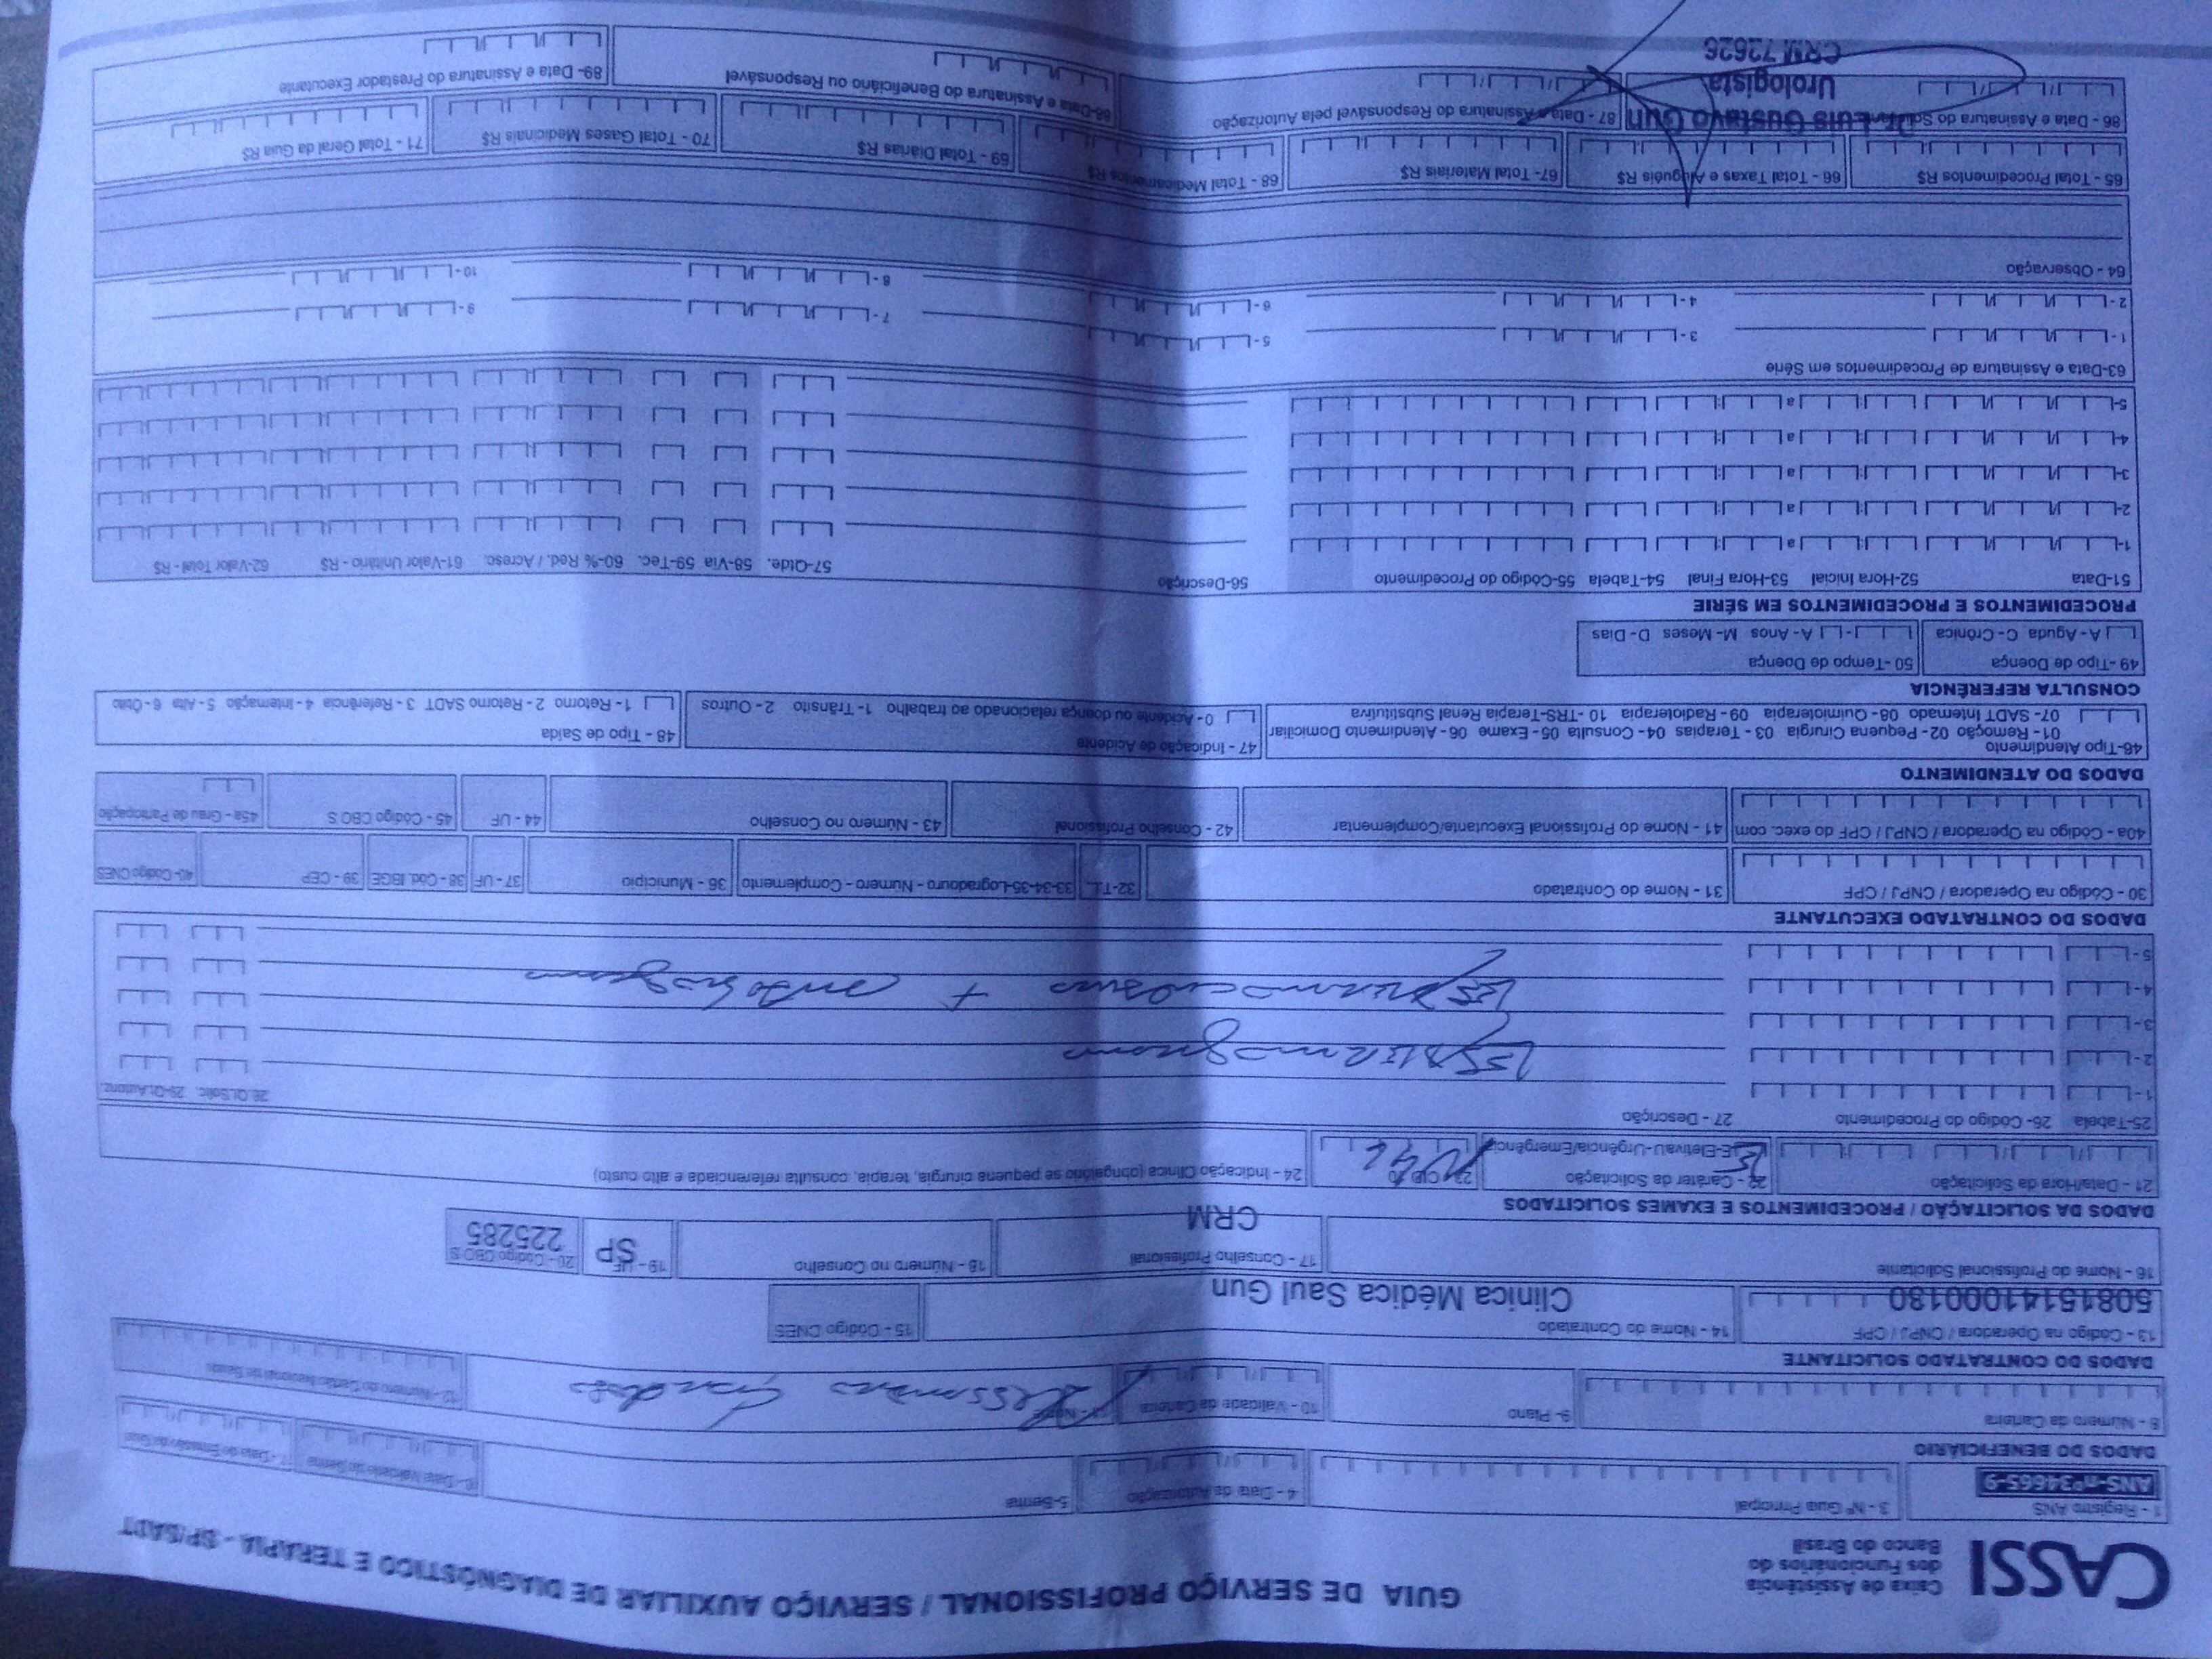 CASSI
Caixa de Assistência
dos Funcionários do
Banco do Brasil
GUIA DE SERVIÇO PROFISSIONAL / SERVIÇO AUXILIAR DE DIAGNÓSTICO E TERAPIA - SP/SADT
1 - Registro ANS
3 - Nº Guia Principal
4 - Data da Autorização
5-Senha
6 - Data Validade da Senha
7 - Data de Emissão da Guia
DADOS DO BENEFICIÁRIO
8 - Número da Carteira
9- Plano
10 - Validade da Carteira
12 - Número do Cartão Nacional de Saúde
DADOS DO CONTRATADO SOLICITANTE
13 - Código na Operadora / CNPJ / CPF
14 - Nome do Contratado
15 - Código CNES
50815141000130
Clinica Médica Saul Gun
16 - Nome do Profissional Solicitante
17 - Conselho Profissional
18 - Número no Conselho
19 - UF
20 - Código CBO S
CRM
SP
225285
DADOS DA SOLICITAÇÃO / PROCEDIMENTOS E EXAMES SOLICITADOS
21 - Data/Hora da Solicitação
22 - Caráter da Solicitação
23 CID 10
24 - Indicação Clínica (obrigatório se pequena cirurgia, terapia, consulta referenciada e alto custo)
E-Eletiva U-Urgência/Emergência
N46
25-Tabela 26- Código do Procedimento
27 - Descrição
28.Qt.Solic. 29-Qt.Autoriz.
1 -
2 - Espermograma
3 -
4 - Espermocultura + antibiograma
5 -
DADOS DO CONTRATADO EXECUTANTE
30 - Código na Operadora / CNPJ / CPF
31 - Nome do Contratado
32-T.L.
33-34-35-Logradouro - Número - Complemento
36 - Município
37 - UF
38 - Cód. IBGE
39 - CEP
40- Código CNES
40a - Código na Operadora / CNPJ / CPF do exec. com
41 - Nome do Profissional Executante/Complementar
42 - Conselho Profissional
43 - Número no Conselho
44 - UF
45 - Código CBO S
45a - Grau de Participação
DADOS DO ATENDIMENTO
46-Tipo Atendimento
01 - Remoção 02 - Pequena Cirurgia 03 - Terapias 04 - Consulta 05 - Exame 06 - Atendimento Domiciliar
07- SADT Internado 08 - Quimioterapia 09 - Radioterapia 10 -TRS-Terapia Renal Substitutiva
47 - Indicação de Acidente
0 - Acidente ou doença relacionado ao trabalho 1- Trânsito 2- Outros
48 - Tipo de Saída
1- Retorno 2 - Retorno SADT 3 - Referência 4 - Internação 5 - Alta 6 - Óbito
CONSULTA REFERÊNCIA
49 -Tipo de Doença
A - Aguda C - Crônica
50 -Tempo de Doença
A - Anos M- Meses D- Dias
PROCEDIMENTOS E PROCEDIMENTOS EM SÉRIE
51-Data
52-Hora Inicial
53-Hora Final
54-Tabela
55-Código do Procedimento
56-Descrição
57-Qtde.
58-Via
59-Tec.
60-% Red. / Acresc.
61-Valor Unitário - R$
62-Valor Total - R$
1- a
2- a
3- a
4- a
5- a
63-Data e Assinatura de Procedimentos em Série
1 - 3 - 5 - 7 - 9 -
2 - 4 - 6 - 8 - 10 -
64 - Observação
65 - Total Procedimentos R$
66 - Total Taxas e Aluguéis R$
67 - Total Materiais R$
68 - Total Medicamentos R$
69 - Total Diárias R$
70 - Total Gases Medicinais R$
71 - Total Geral da Guia R$
86 - Data e Assinatura do
87 - Data e Assinatura do Responsável pela Autorização
88-Data e Assinatura do Beneficiário ou Responsável
89- Data e Assinatura do Prestador Executante
Luis Gustavo Gun
Urologista
CRM 72626